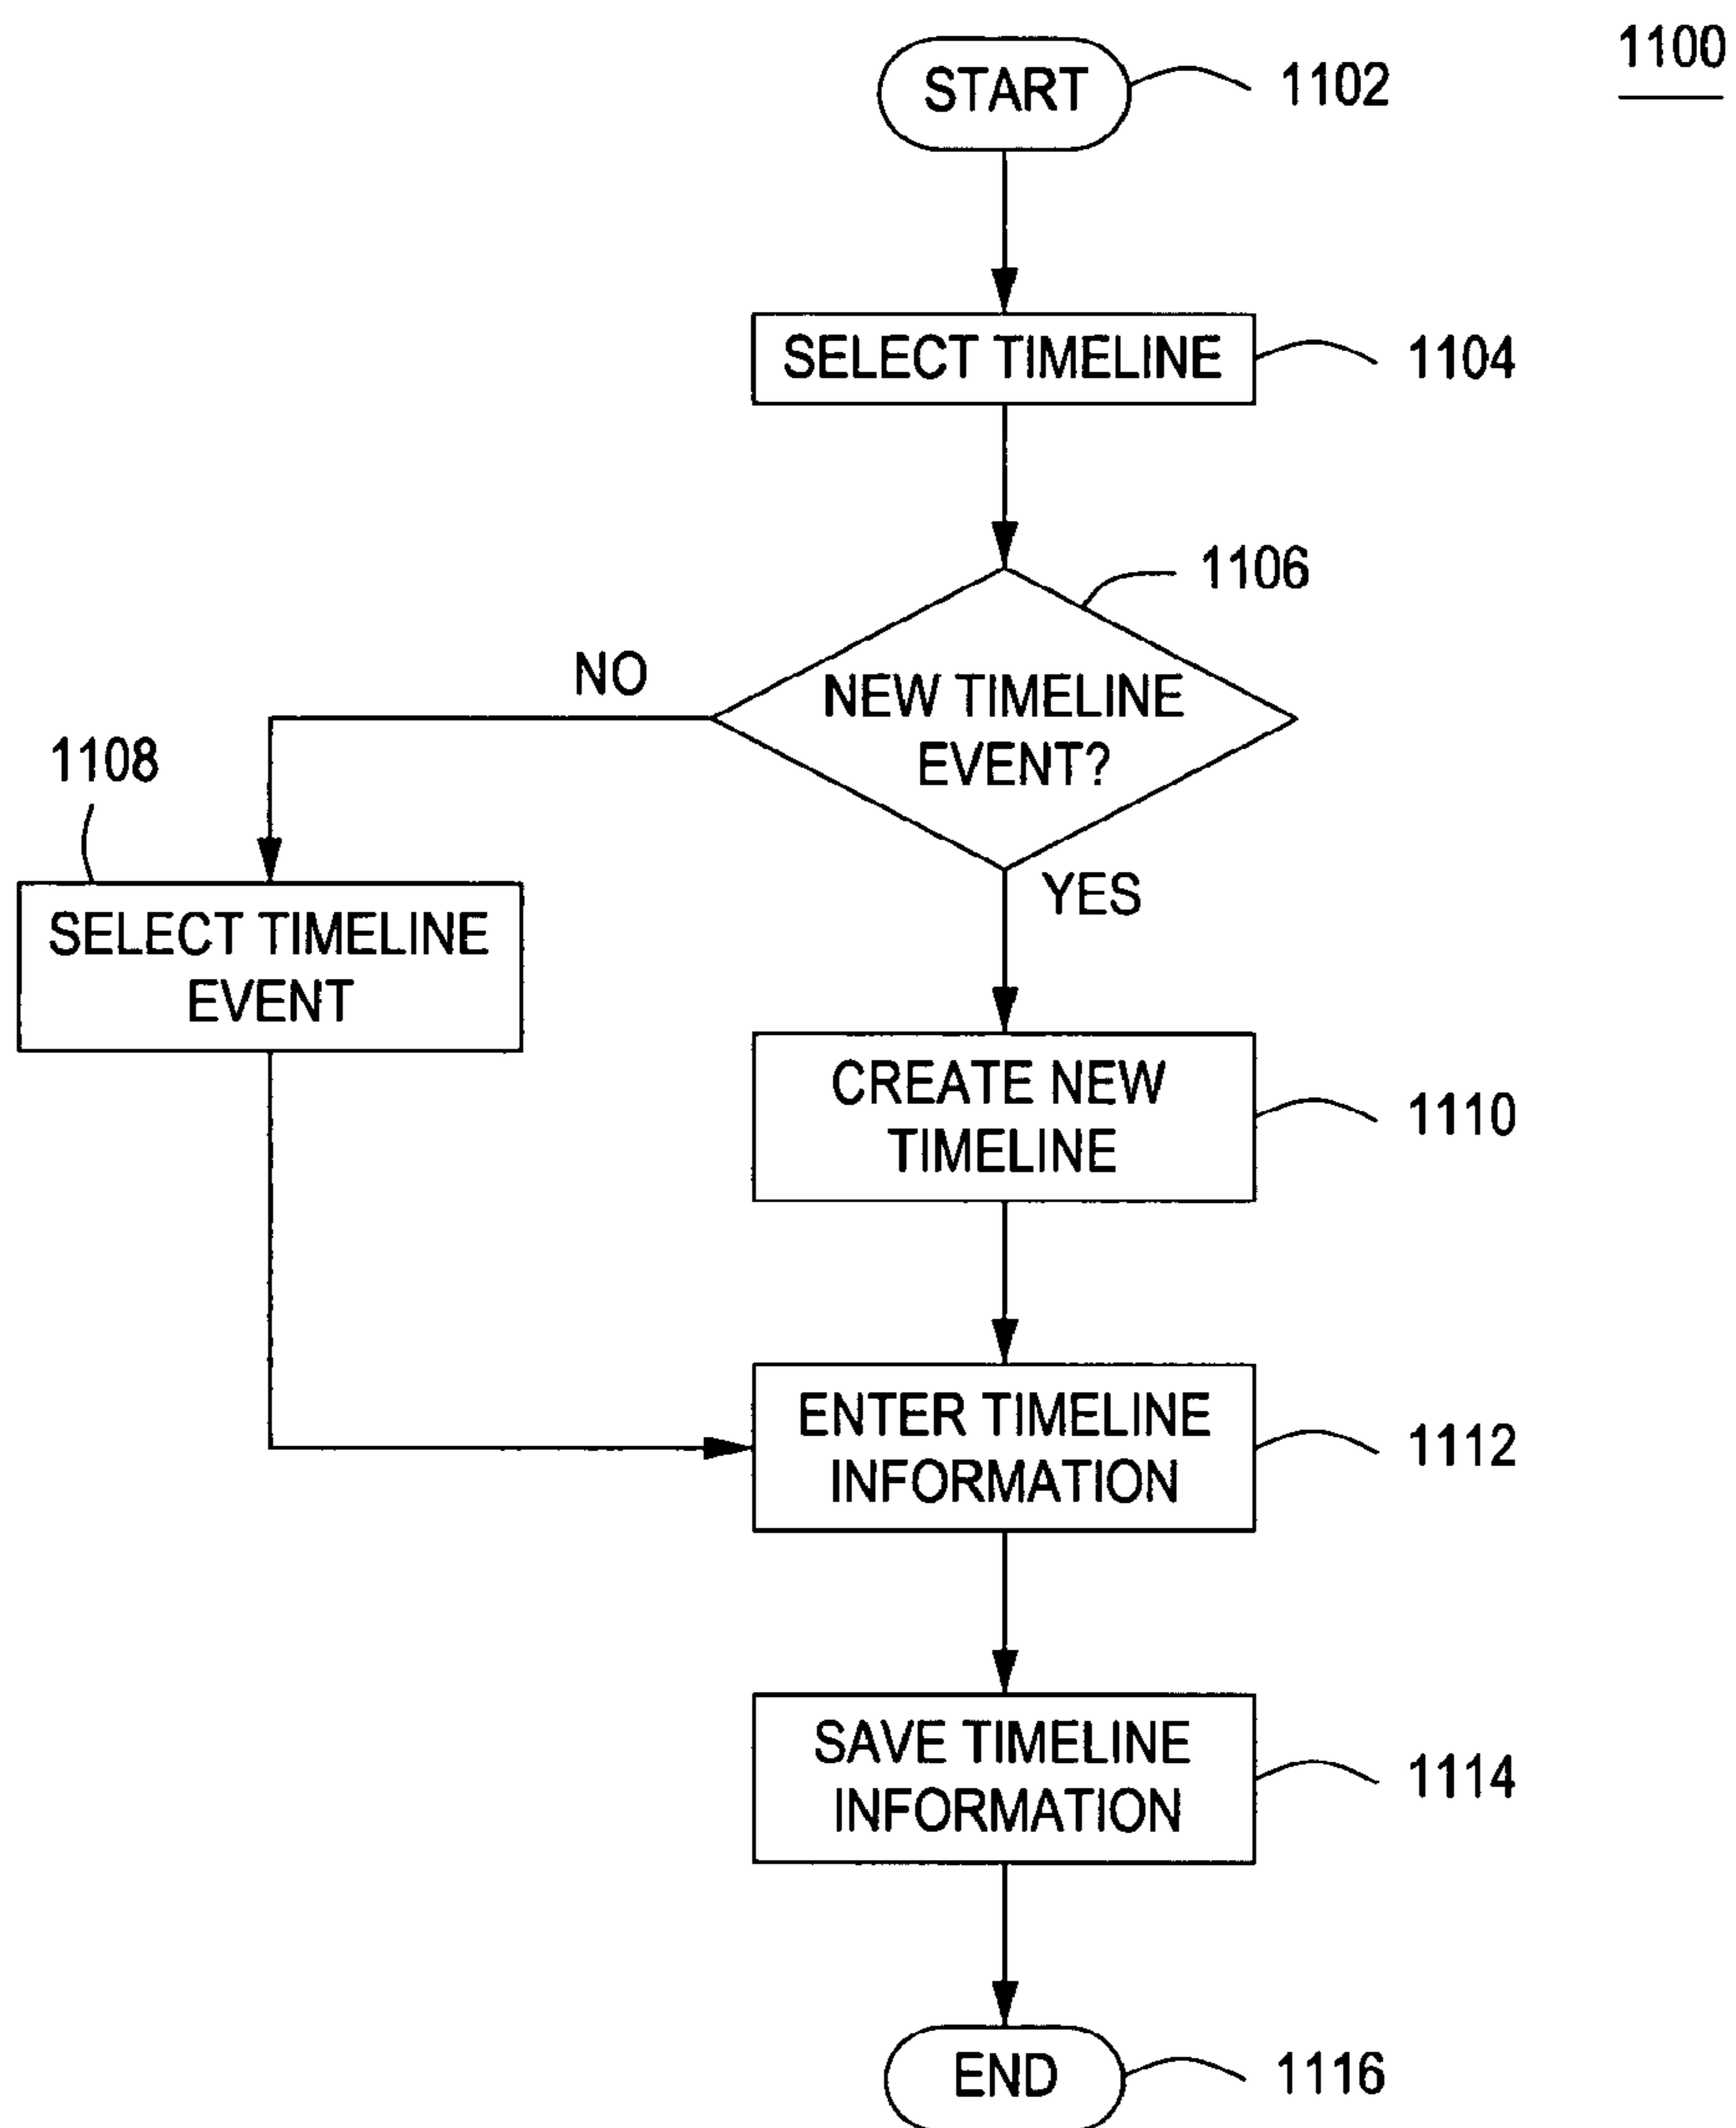 1100
START
1102
SELECT TIMELINE
1104
1106
NEW TIMELINE
EVENT?
NO
YES
1108
SELECT TIMELINE
EVENT
CREATE NEW
TIMELINE
1110
ENTER TIMELINE
INFORMATION
1112
SAVE TIMELINE
INFORMATION
1114
END
1116